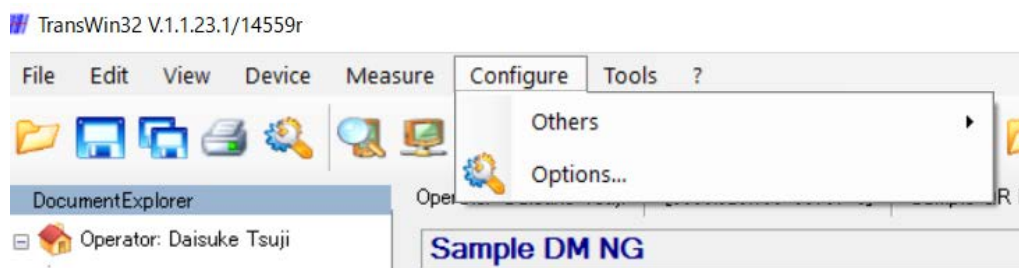 TransWin32 V.1.1.23.1/14559r
File Edit View Device Measure Configure Tools ?
Others
Options...
DocumentExplorer
Operator: Daisuke Tsuji
Sample DM NG